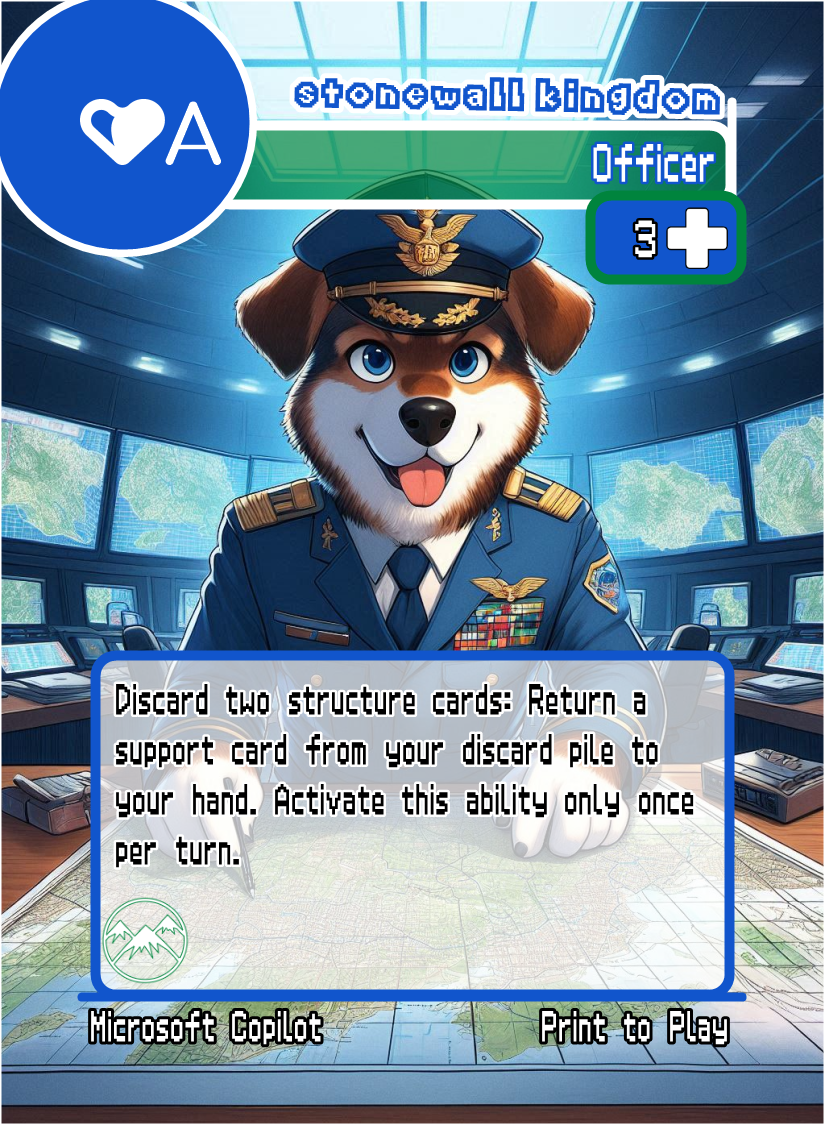 A
stonewall kingdom
Officer
3
Discard two structure cards: Return a
support card from your discard pile to
your hand. Activate this ability only once
per turn.
Microsoft Copilot
Print to Play